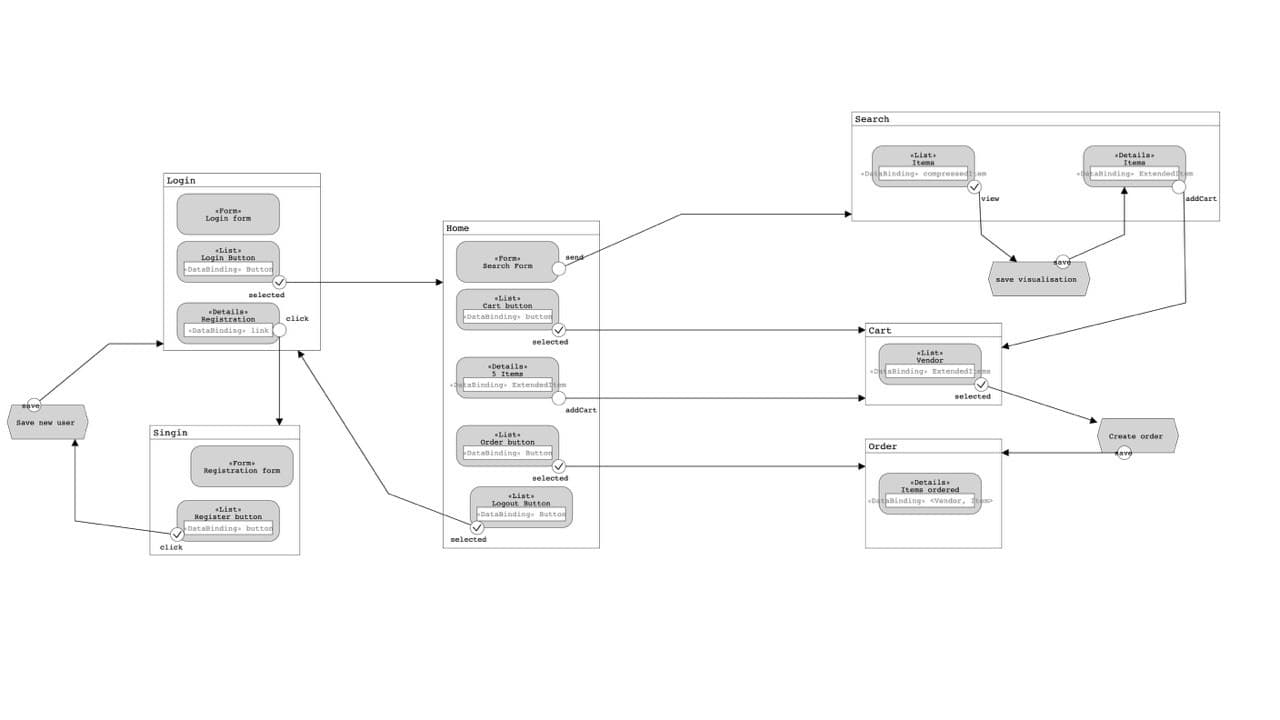 Search
«List»
Items
«DataBinding» compressedItem
view
«Details»
Items
«DataBinding» ExtendedItem
addCart
save
save visualisation
Login
«Form»
Login form
«List»
Login Button
«DataBinding» Button
selected
«Details»
Registration
«DataBinding» link
click
Home
«Form»
Search Form
send
«List»
Cart button
«DataBinding» button
selected
«Details»
5 Items
«DataBinding» ExtendedItem
addCart
«List»
Order button
«DataBinding» Button
selected
«List»
Logout Button
«DataBinding» Button
selected
Cart
«List»
Vendor
«DataBinding» ExtendedItems
selected
Create order
save
Order
«Details»
Items ordered
«DataBinding» <Vendor, Item>
save
Save new user
Singin
«Form»
Registration form
«List»
Register button
«DataBinding» button
click